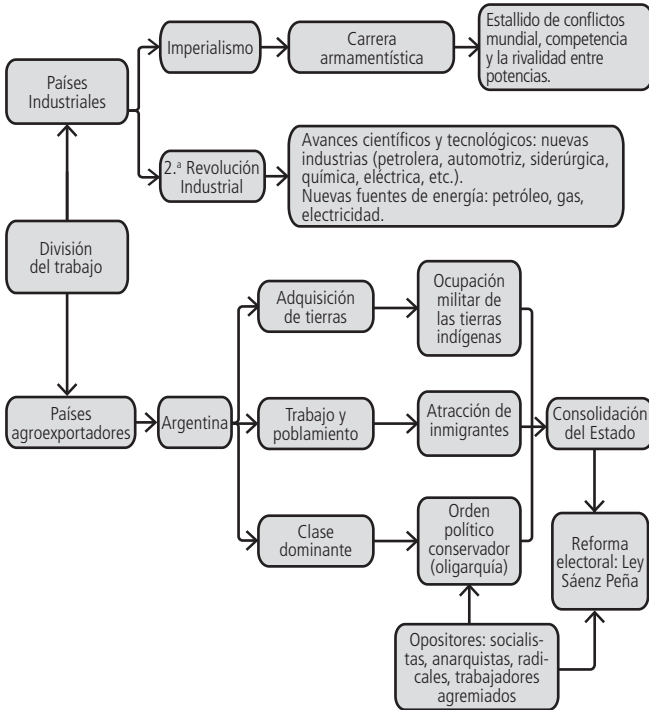 Imperialismo
Carrera
armamentística
Estallido de conflictos
mundial, competencia
y la rivalidad entre
potencias.
Países
Industriales
2.ª Revolución
Industrial
Avances científicos y tecnológicos: nuevas
industrias (petrolera, automotriz, siderúrgica,
química, eléctrica, etc.).
Nuevas fuentes de energía: petróleo, gas,
electricidad.
División
del trabajo
Adquisición
de tierras
Ocupación
militar de
las tierras
indígenas
Países
agroexportadores
Argentina
Trabajo y
poblamiento
Atracción de
inmigrantes
Consolidación
del Estado
Clase
dominante
Orden
político
conservador
(oligarquía)
Reforma
electoral: Ley
Sáenz Peña
Opositores: socialis-
tas, anarquistas, radi-
cales, trabajadores
agremiados